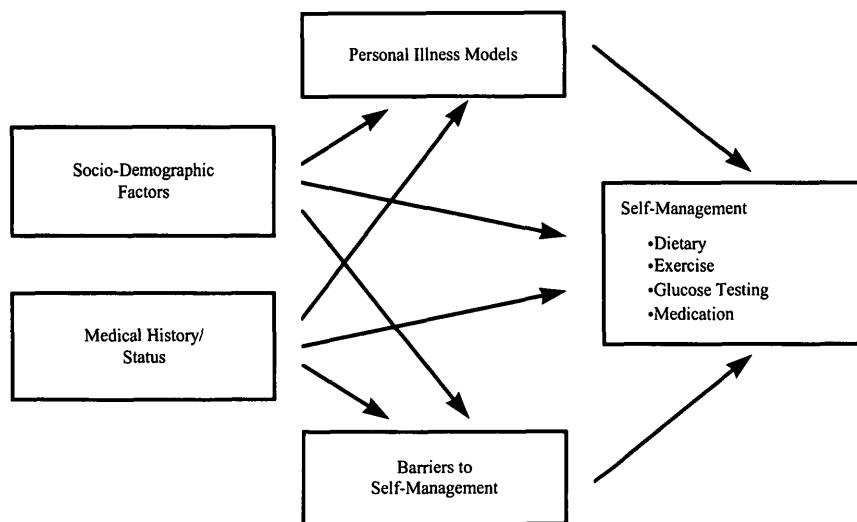 Personal Illness Models
Socio-Demographic
Factors
Self-Management
•Dietary
•Exercise
•Glucose Testing
•Medication
Medical History/
Status
Barriers to
Self-Management